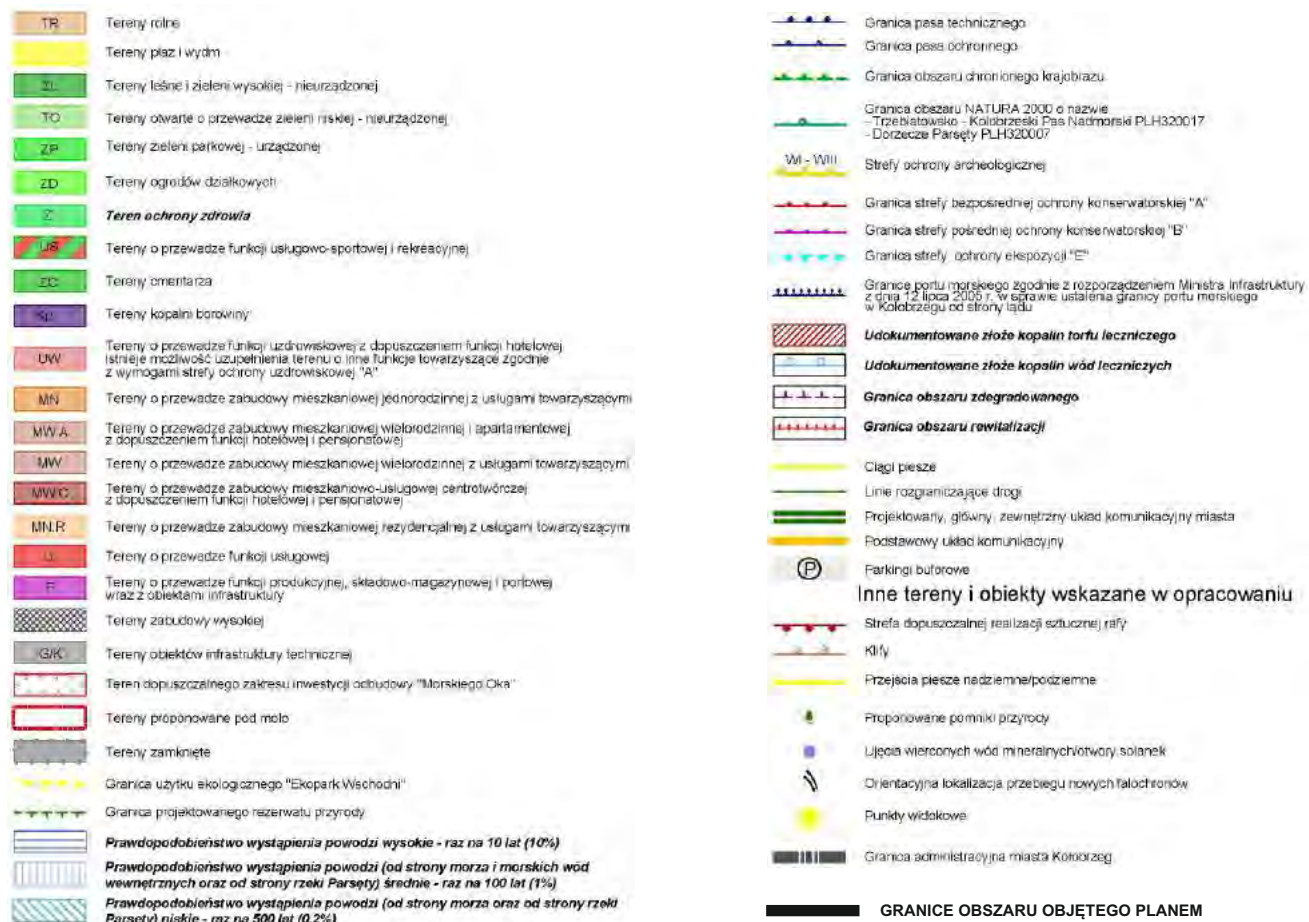 TR Tereny rolne
Tereny plaż i wydm
ZL Tereny leśne i zieleni wysokiej - nieurządzonej
TO Tereny otwarte o przewadze zieleni niskiej - nieurządzonej
ZP Tereny zieleni parkowej - urządzonej
ZD Tereny ogrodów działkowych
Z Teren ochrony zdrowia
US Tereny o przewadze funkcji usługowo-sportowej i rekreacyjnej
ZC Tereny cmentarza
Tereny kopalni borowiny
UW Tereny o przewadze funkcji uzdrowiskowej z dopuszczeniem funkcji hotelowej
Istnieje możliwość uzupełnienia terenu o inne funkcje towarzyszące zgodnie
z wymogami strefy ochrony uzdrowiskowej "A"
MN Tereny o przewadze zabudowy mieszkaniowej jednorodzinnej z usługami towarzyszącymi
MW.A Tereny o przewadze zabudowy mieszkaniowej wielorodzinnej i apartamentowej
z dopuszczeniem funkcji hotelowej i pensjonatowej
MW Tereny o przewadze zabudowy mieszkaniowej wielorodzinnej z usługami towarzyszącymi
MW.C Tereny o przewadze zabudowy mieszkaniowo-usługowej centrotwórczej
z dopuszczeniem funkcji hotelowej i pensjonatowej
MN.R Tereny o przewadze zabudowy mieszkaniowej rezydencjalnej z usługami towarzyszącymi
U Tereny o przewadze funkcji usługowej
P Tereny o przewadze funkcji produkcyjnej, składowo-magazynowej i portowej
wraz z obiektami infrastruktury
Tereny zabudowy wysokiej
G/K Tereny obiektów infrastruktury technicznej
Teren dopuszczalnego zakresu inwestycji odbudowy "Morskiego Oka"
Tereny proponowane pod molo
Tereny zamknięte
Granica użytku ekologicznego "Ekopark Wschodni"
Granica projektowanego rezerwatu przyrody
Prawdopodobieństwo wystąpienia powodzi wysokie - raz na 10 lat (10%)
Prawdopodobieństwo wystąpienia powodzi (od strony morza i morskich wód
wewnętrznych oraz od strony rzeki Parsęty) średnie - raz na 100 lat (1%)
Prawdopodobieństwo wystąpienia powodzi (od strony morza oraz od strony rzeki
Parsęty) niskie - raz na 500 lat (0,2%)
Granica pasa technicznego
Granica pasa ochronnego
Granica obszaru chronionego krajobrazu
Granica obszaru NATURA 2000 o nazwie
- Trzebiatowsko - Kołobrzeski Pas Nadmorski PLH320017
- Dorzecze Parsęty PLH320007
WI - WIII Strefy ochrony archeologicznej
Granica strefy bezpośredniej ochrony konserwatorskiej "A"
Granica strefy pośredniej ochrony konserwatorskiej "B"
Granica strefy ochrony ekspozycji "E"
Granice portu morskiego zgodnie z rozporządzeniem Ministra Infrastruktury
z dnia 12 lipca 2005 r. w sprawie ustalenia granicy portu morskiego
w Kołobrzegu od strony lądu
Udokumentowane złoże kopalin torfu leczniczego
Udokumentowane złoże kopalin wód leczniczych
Granica obszaru zdegradowanego
Granica obszaru rewitalizacji
Ciągi piesze
Linie rozgraniczające drogi
Projektowany, główny, zewnętrzny układ komunikacyjny miasta
Podstawowy układ komunikacyjny
P Parkingi buforowe
Inne tereny i obiekty wskazane w opracowaniu
Strefa dopuszczalnej realizacji sztucznej rafy
Klify
Przejścia piesze nadziemne/podziemne
Proponowane pomniki przyrody
Ujęcia wierconych wód mineralnych/otwory solanek
Orientacyjna lokalizacja przebiegu nowych falochronów
Punkty widokowe
Granica administracyjna miasta Kołobrzeg
GRANICE OBSZARU OBJĘTEGO PLANEM